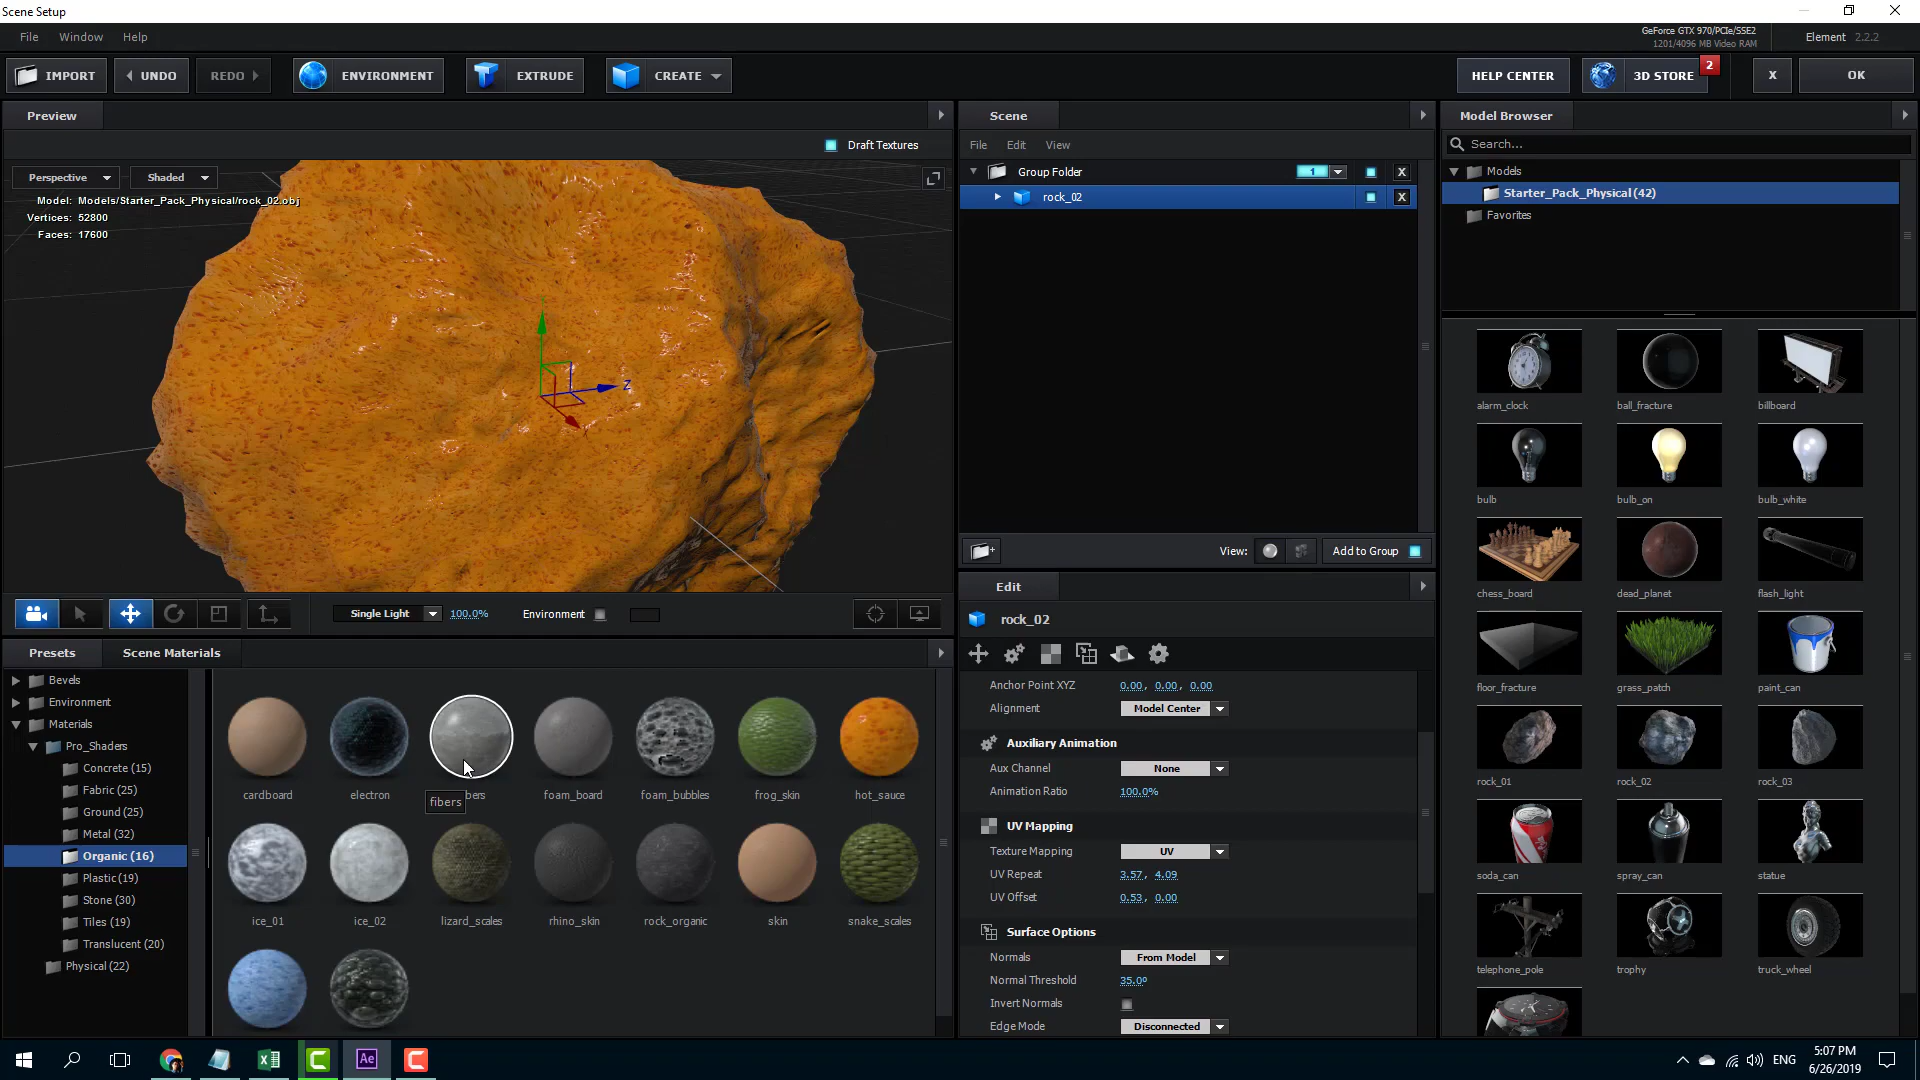 Scene Setup
File Window Help
GeForce GTX 970/PCIe/SSE2
1201/4096 MB Video RAM
Element 2.2.2
IMPORT UNDO REDO ENVIRONMENT EXTRUDE CREATE HELP CENTER 3D STORE 2 X OK
Preview
Draft Textures
Perspective Shaded
Model: Models/Starter_Pack_Physical/rock_02.obj
Vertices: 52800
Faces: 17600
Z
Single Light 100.0% Environment
Scene
File Edit View
Group Folder 1 X
rock_02 X
View: Add to Group
Edit
rock_02
Anchor Point XYZ 0.00, 0.00, 0.00
Alignment Model Center
Auxiliary Animation
Aux Channel None
Animation Ratio 100.0%
UV Mapping
Texture Mapping UV
UV Repeat 3.57, 4.09
UV Offset 0.53, 0.00
Surface Options
Normals From Model
Normal Threshold 35.0º
Invert Normals
Edge Mode Disconnected
Model Browser
Search...
Models
Starter_Pack_Physical (42)
Favorites
alarm_clock ball_fracture billboard
bulb bulb_on bulb_white
chess_board dead_planet flash_light
floor_fracture grass_patch paint_can
rock_01 rock_02 rock_03
soda_can spray_can statue
telephone_pole trophy truck_wheel
Presets Scene Materials
Bevels
Environment
Materials
Pro_Shaders
Concrete (15)
Fabric (25)
Ground (25)
Metal (32)
Organic (16)
Plastic (19)
Stone (30)
Tiles (19)
Translucent (20)
Physical (22)
cardboard electron bers foam_board foam_bubbles frog_skin hot_sauce
fibers
ice_01 ice_02 lizard_scales rhino_skin rock_organic skin snake_scales
Ae
ENG
5:07 PM
6/26/2019